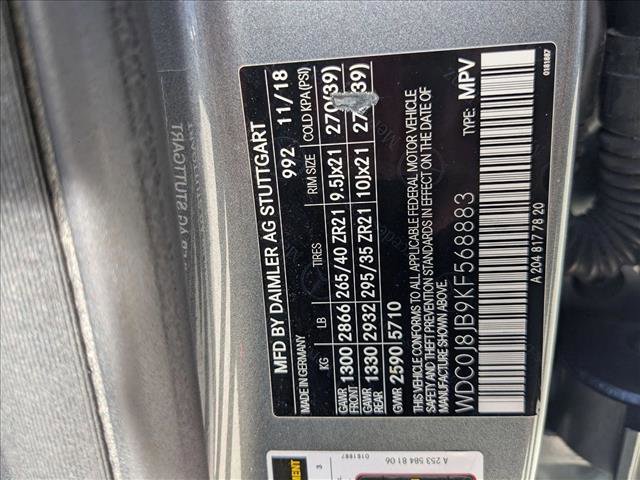 MFD BY DAIMLER AG STUTTGART
MADE IN GERMANY 992 11/18
KG LB TIRES RIM SIZE COLD KPA(PSI)
GAWR FRONT 1300 2866 265/40 ZR21 9.5Jx21 270(39)
GAWR REAR 1330 2932 295/35 ZR21 10Jx21
GVWR 2590 5710
THIS VEHICLE CONFORMS TO ALL APPLICABLE FEDERAL MOTOR VEHICLE
SAFETY AND THEFT PREVENTION STANDARDS IN EFFECT ON THE DATE OF
MANUFACTURE SHOWN ABOVE.
WDC0J8JB9KF568883 TYPE: MPV
A 204 817 78 20
0181887
A 253 584 81 06
0181887
3